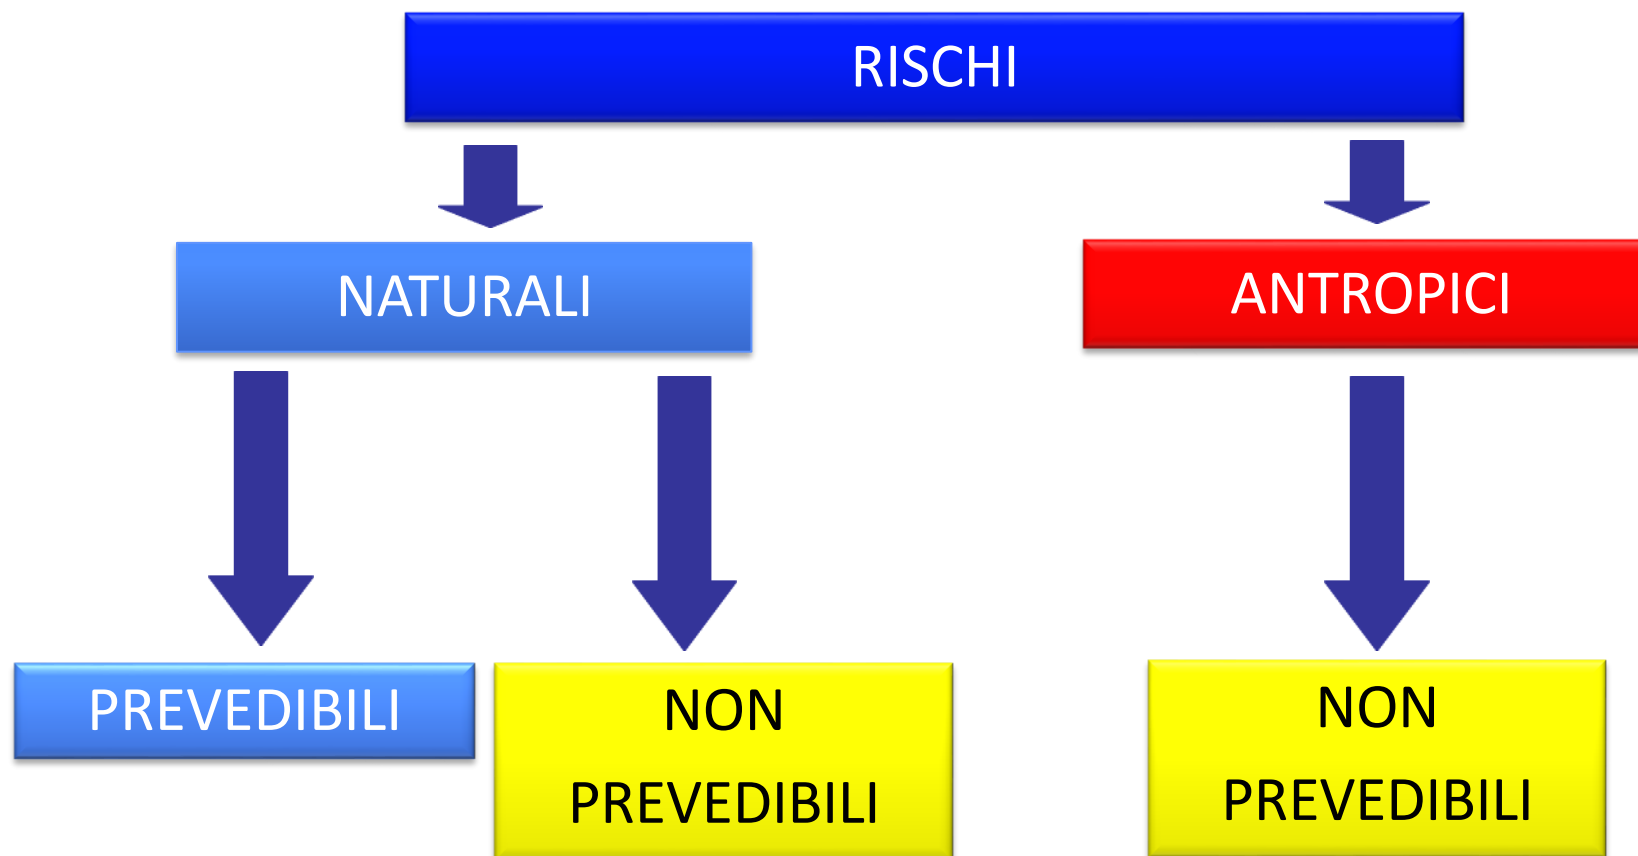 RISCHI
NATURALI
ANTROPICI
PREVEDIBILI
NON
PREVEDIBILI
NON
PREVEDIBILI